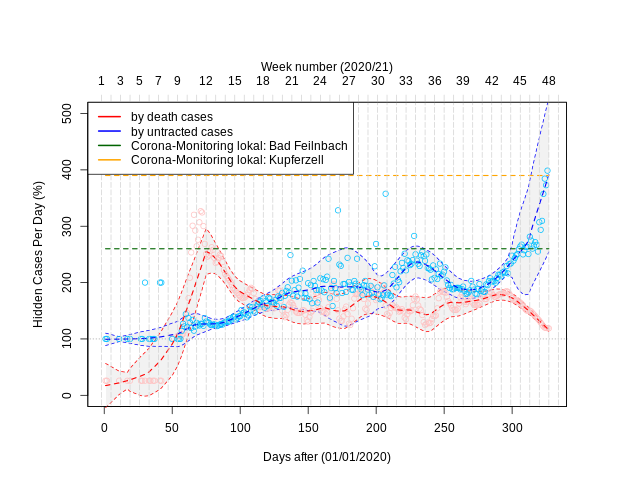 Week number (2020/21)
1 3 5 7 9 12 15 18 21 24 27 30 33 36 39 42 45 48
by death cases
by untracted cases
Corona-Monitoring lokal: Bad Feilnbach
Corona-Monitoring lokal: Kupferzell
Hidden Cases Per Day (%)
500
400
300
200
100
0
0 50 100 150 200 250 300
Days after (01/01/2020)